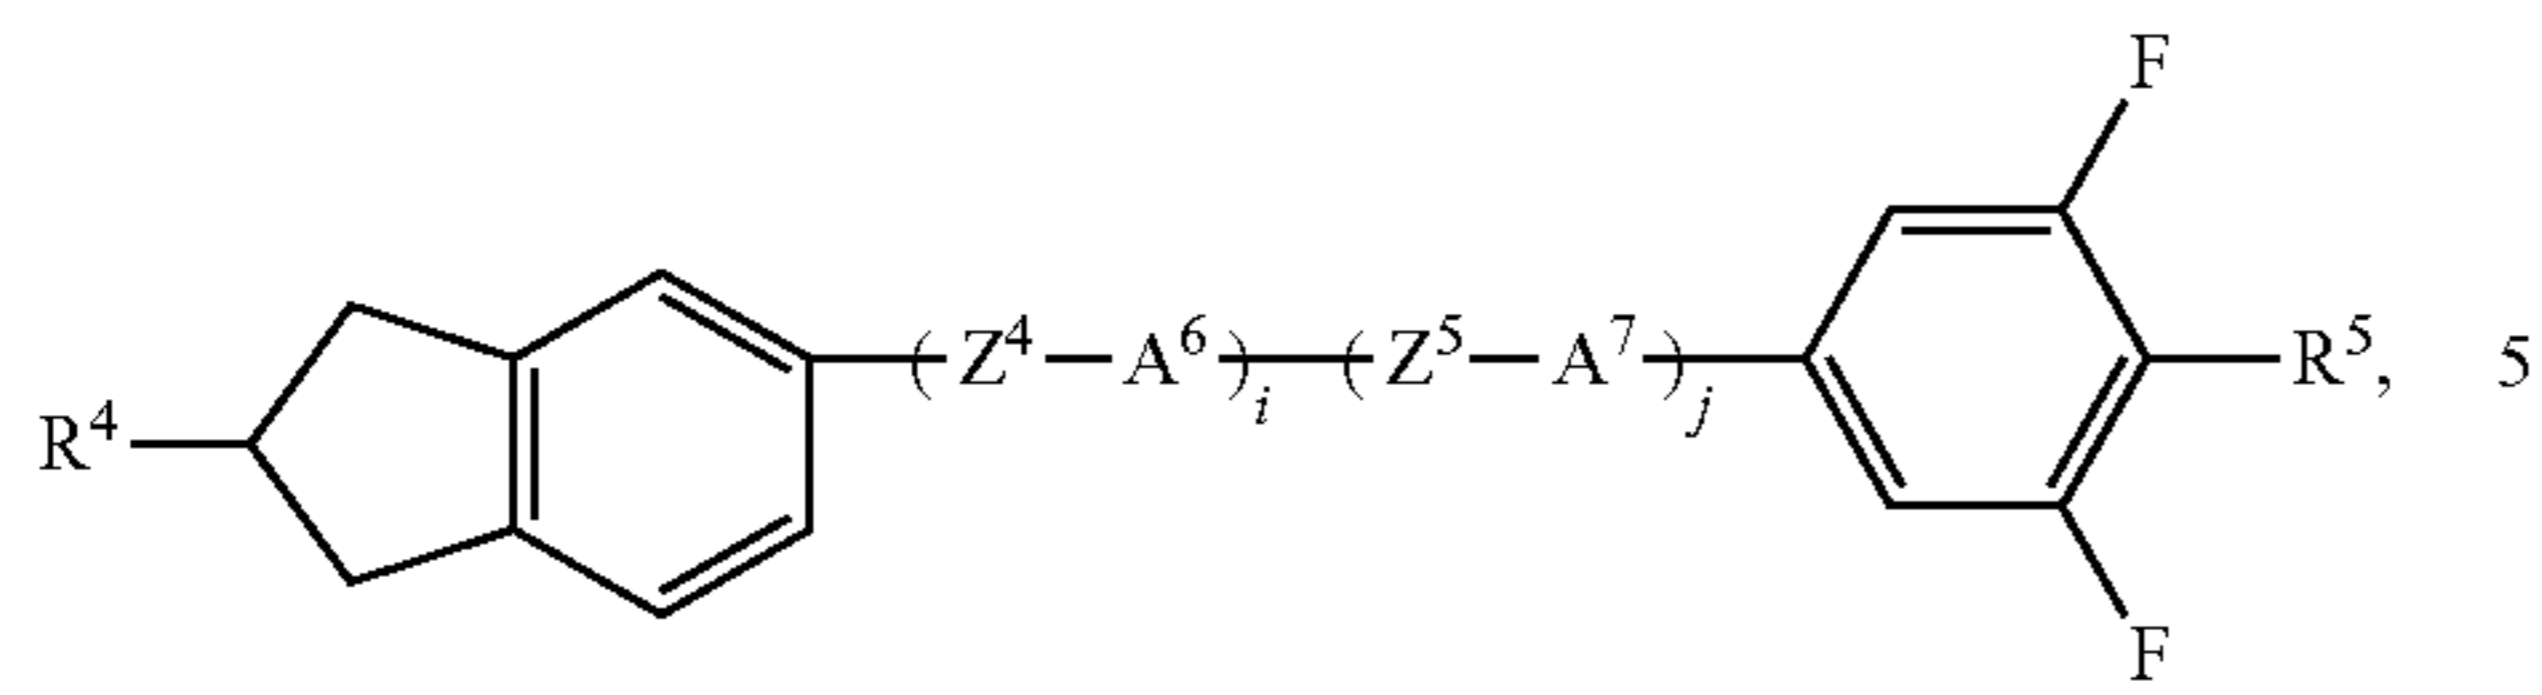 F
R⁴ ( Z⁴ A⁶ )i ( Z⁵ A⁷ )j R⁵, 5
F